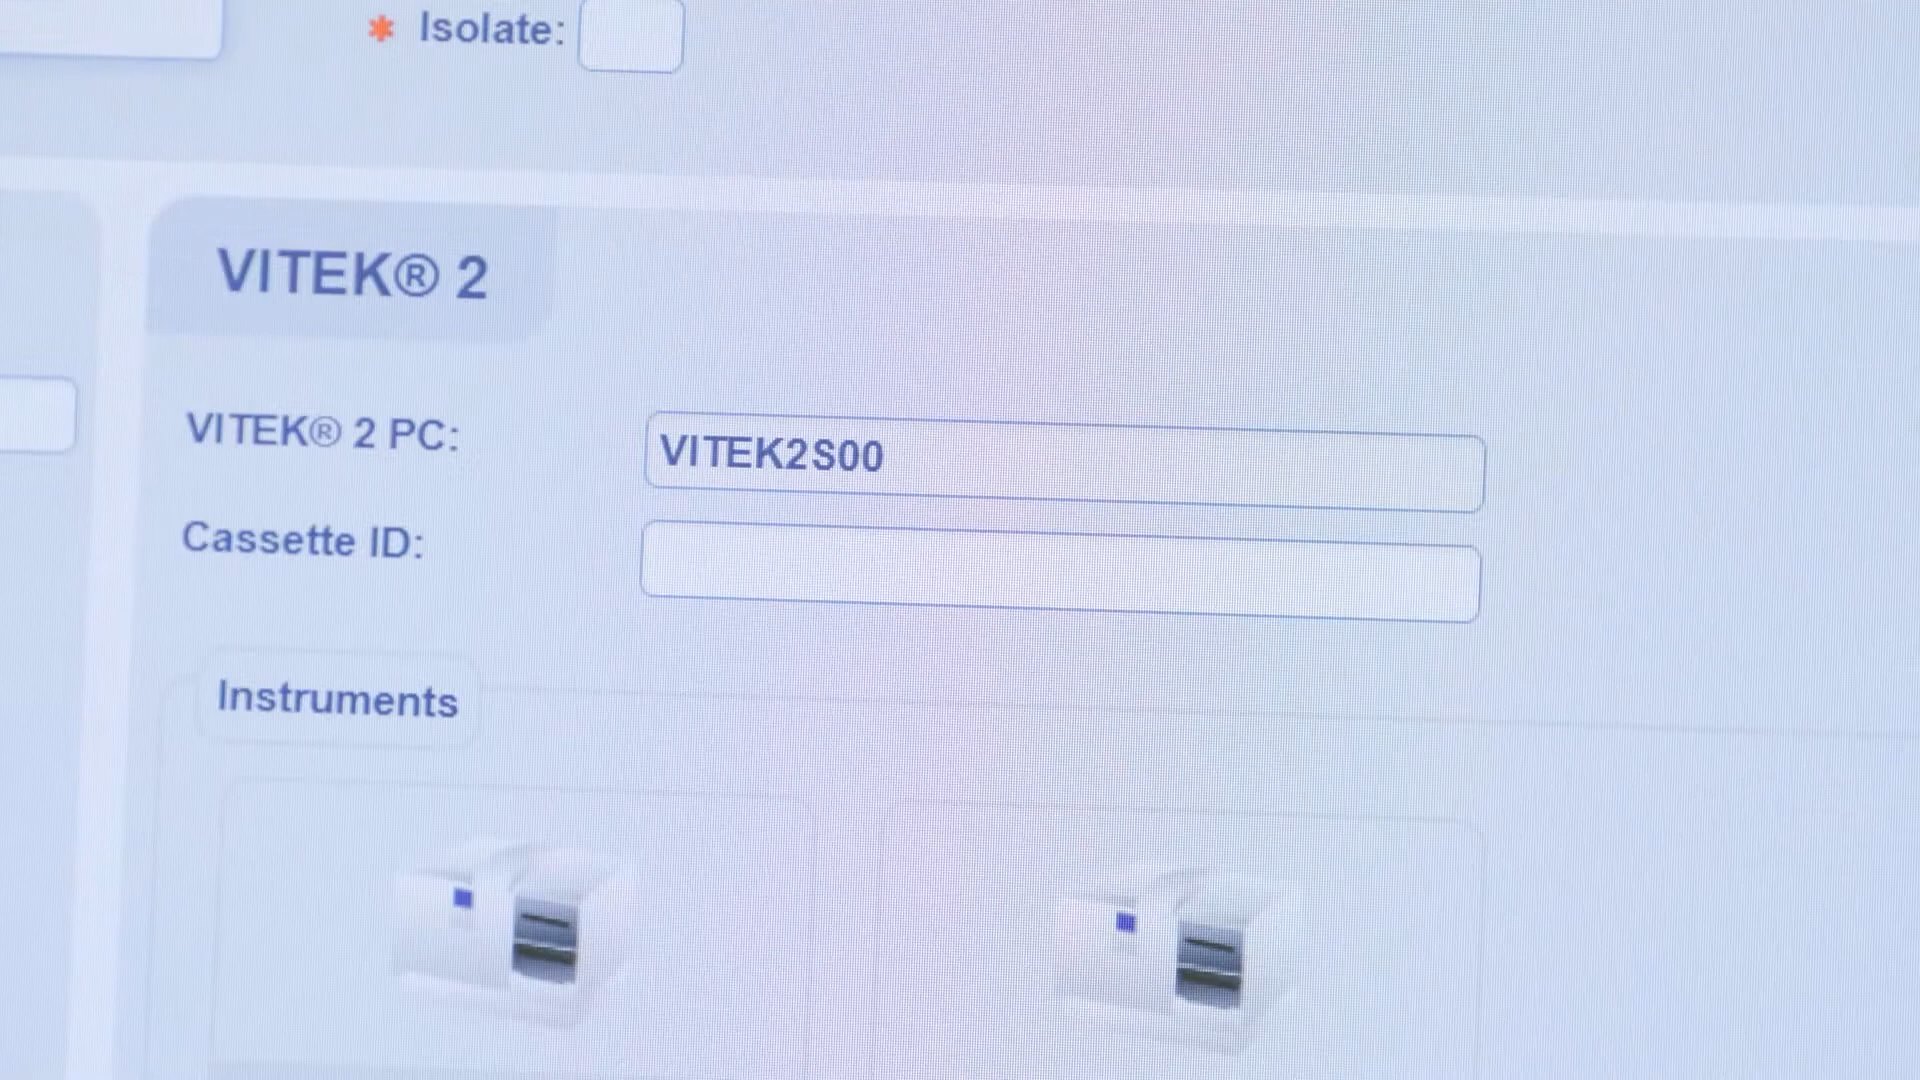 * Isolate:
VITEK® 2
VITEK® 2 PC:
VITEK2S00
Cassette ID:
Instruments